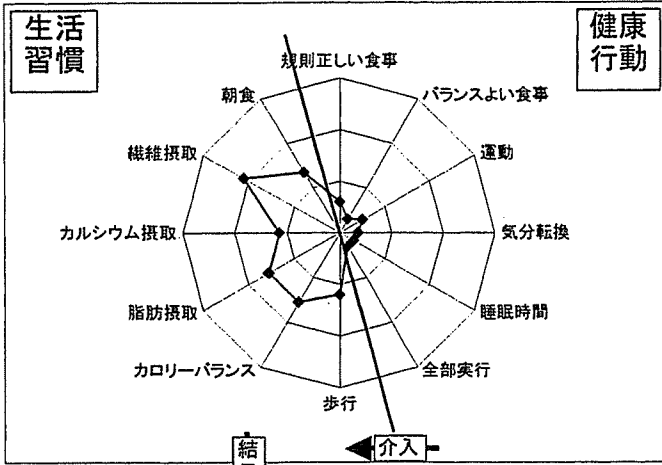 生活
習慣
健康
行動
規則正しい食事
朝食
バランスよい食事
繊維摂取
運動
カルシウム摂取
気分転換
脂肪摂取
睡眠時間
カロリーバランス
全部実行
歩行
介入
結